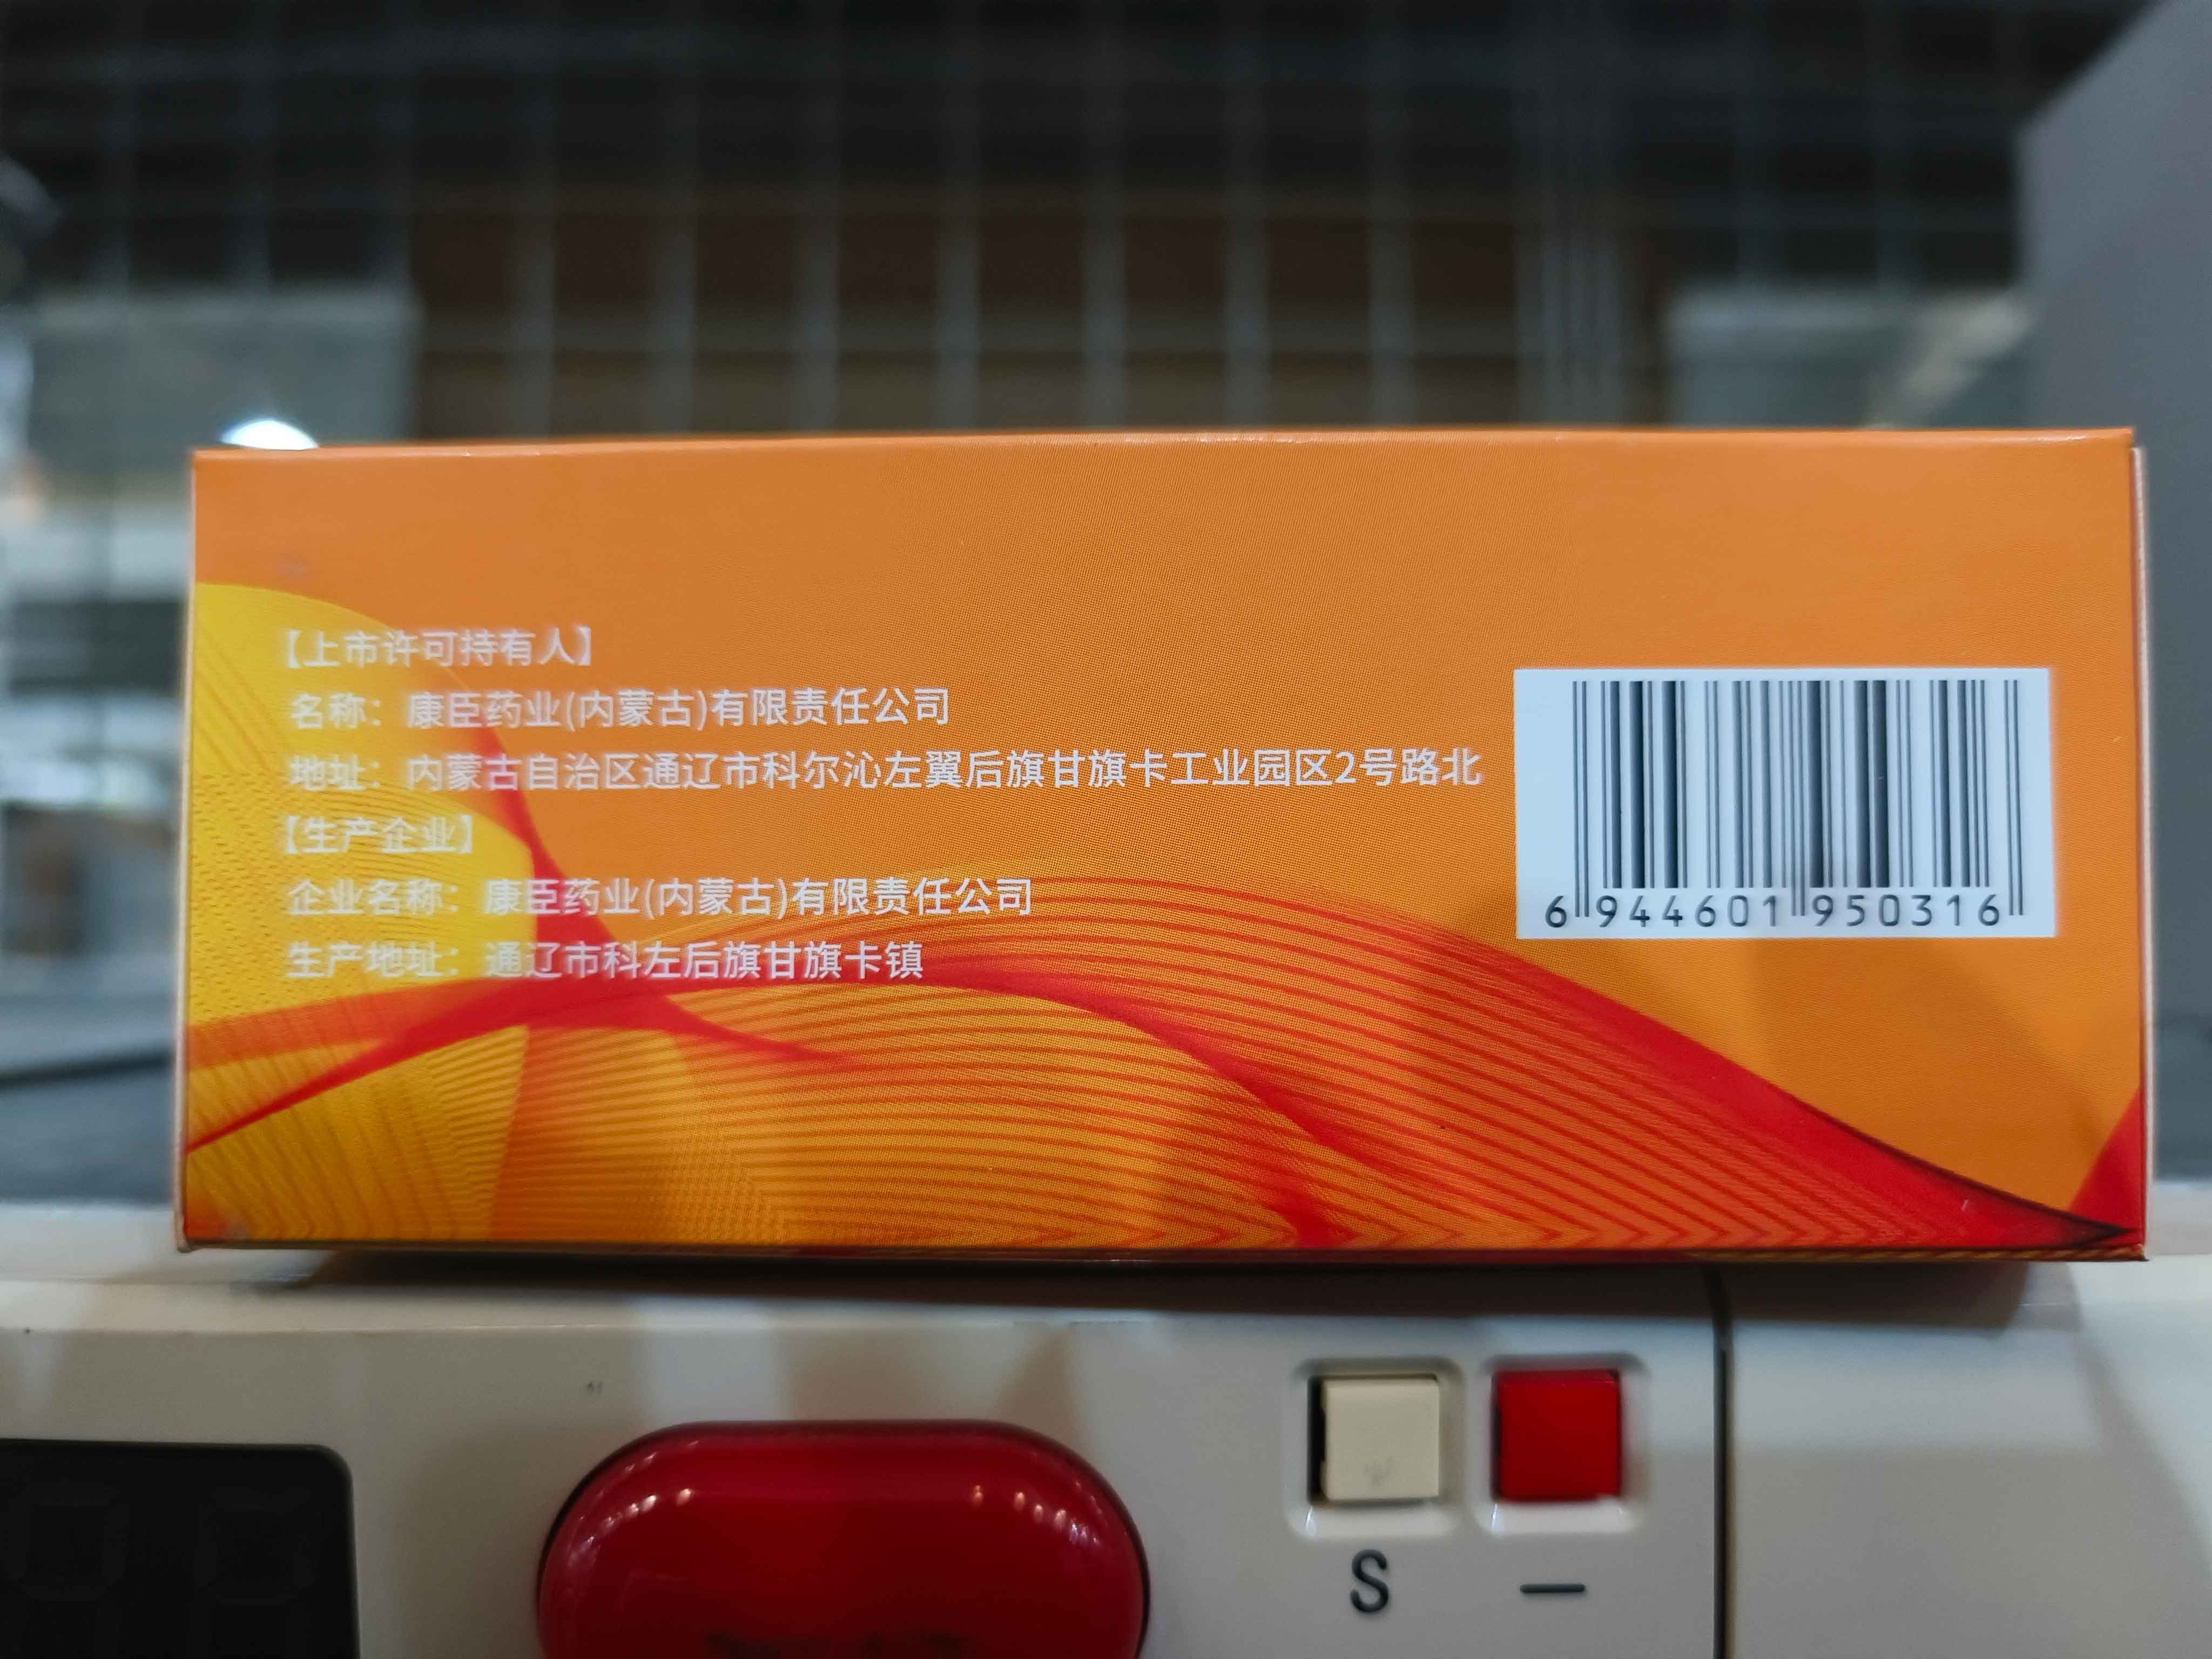 【上市许可持有人】
名称：康臣药业(内蒙古)有限责任公司
地址：内蒙古自治区通辽市科尔沁左翼后旗甘旗卡工业园区2号路北
【生产企业】
企业名称：康臣药业(内蒙古)有限责任公司
生产地址：通辽市科左后旗甘旗卡镇
6 944601 950316
S
—